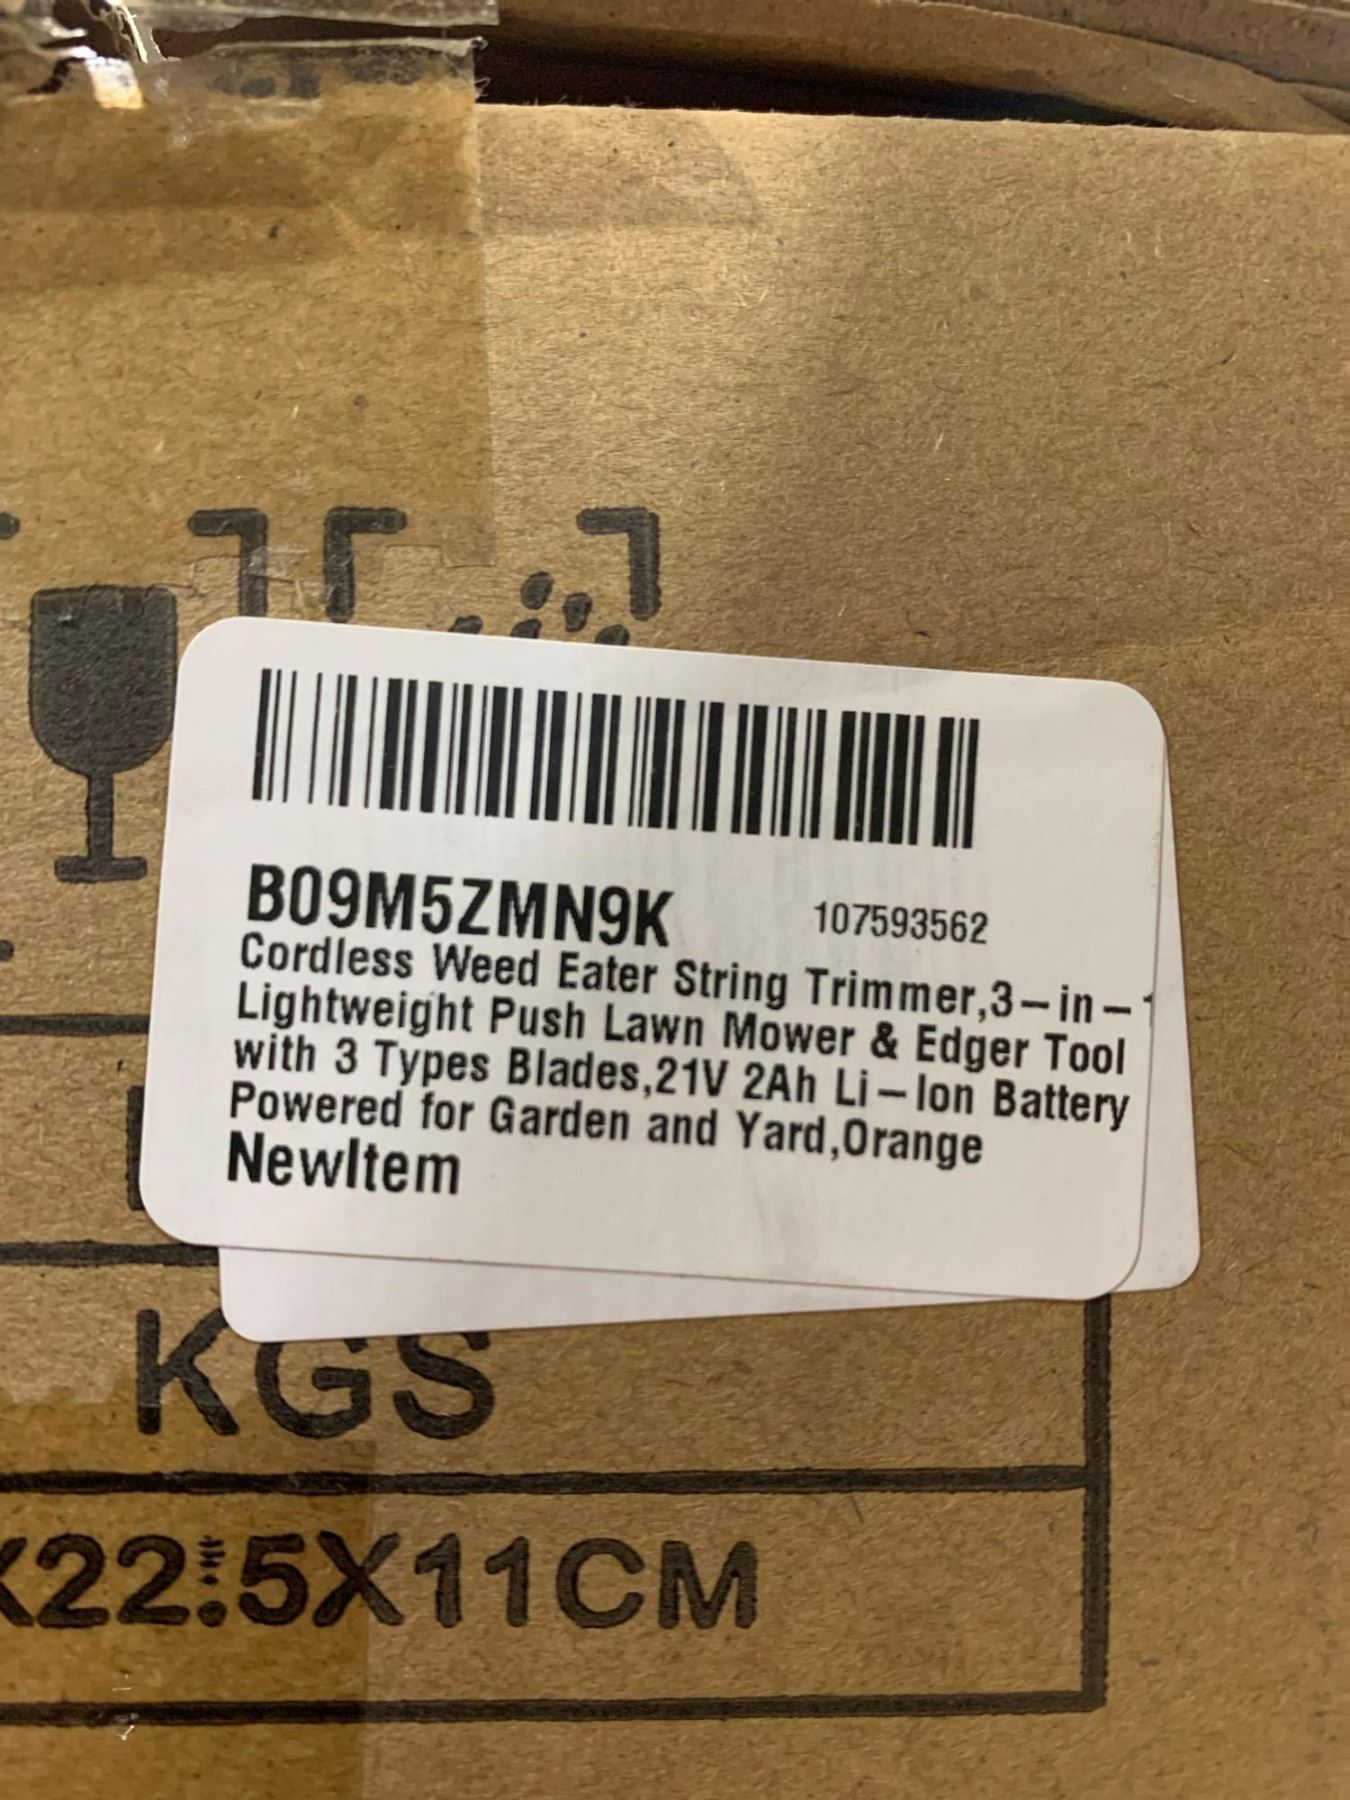 B09M5ZMN9K 107593562
Cordless Weed Eater String Trimmer,3-in-1
Lightweight Push Lawn Mower & Edger Tool
with 3 Types Blades,21V 2Ah Li-Ion Battery
Powered for Garden and Yard,Orange
NewItem
KGS
X22.5X11CM